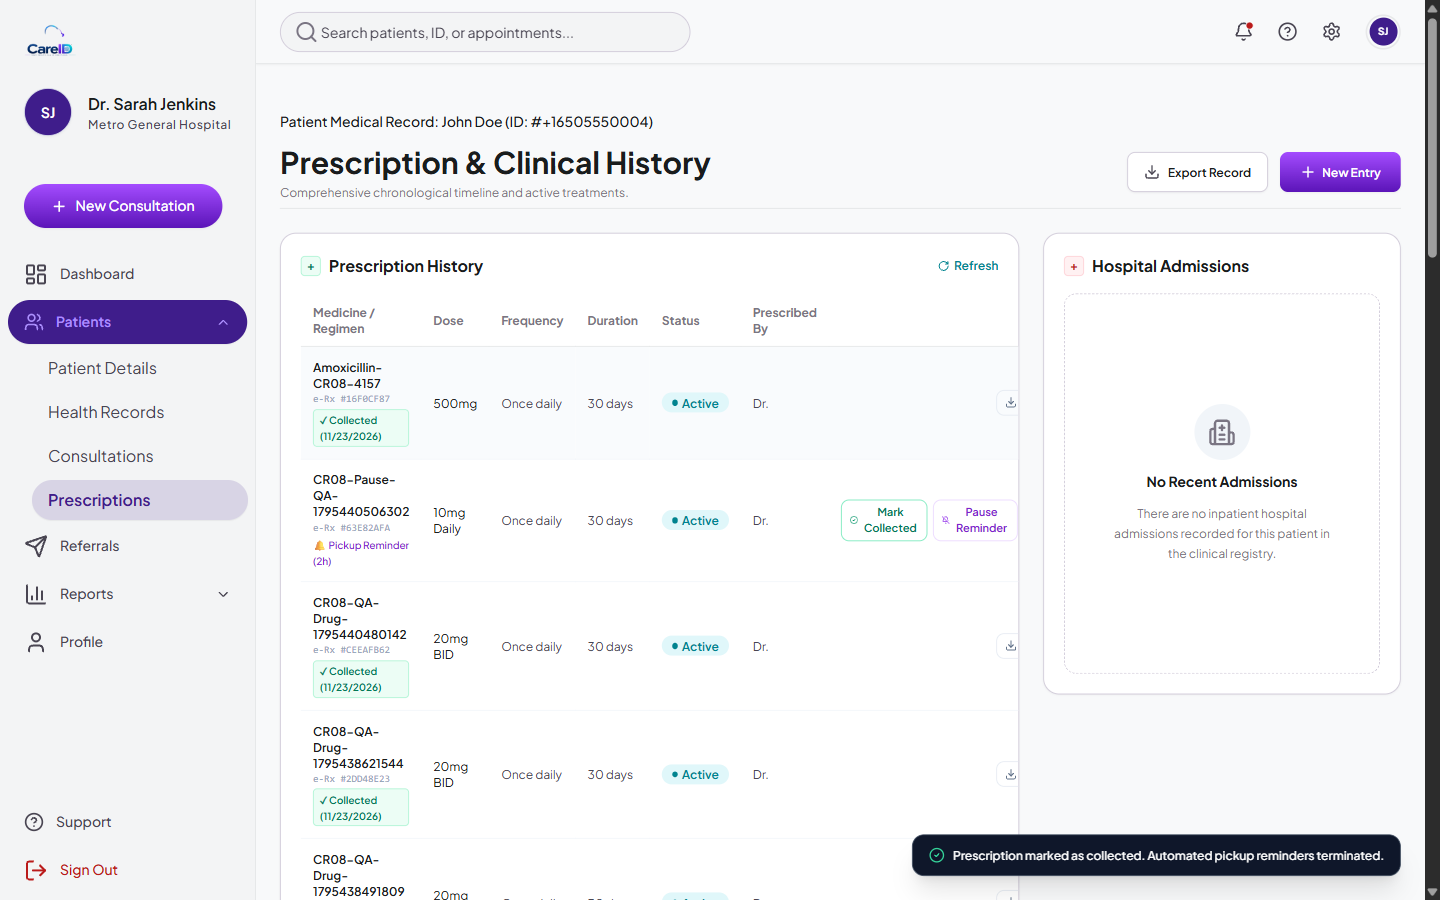 CareID
SJ
Dr. Sarah Jenkins
Metro General Hospital
New Consultation
Dashboard
Patients
Patient Details
Health Records
Consultations
Prescriptions
Referrals
Reports
Profile
Support
Sign Out
Search patients, ID, or appointments...
SJ
Patient Medical Record: John Doe (ID: #+16505550004)
Prescription & Clinical History
Comprehensive chronological timeline and active treatments.
Export Record
New Entry
Prescription History
Refresh
Medicine /
Regimen
Dose
Frequency
Duration
Status
Prescribed
By
Amoxicillin-
CR08-4157
e-Rx #16F0CF87
✓ Collected
(11/23/2026)
500mg
Once daily
30 days
Active
Dr.
CR08-Pause-
QA-
1795440506302
e-Rx #63E82AFA
Pickup Reminder
(2h)
10mg
Daily
Once daily
30 days
Active
Dr.
Mark
Collected
Pause
Reminder
CR08-QA-
Drug-
1795440480142
e-Rx #CEEAFB62
✓ Collected
(11/23/2026)
20mg
BID
Once daily
30 days
Active
Dr.
CR08-QA-
Drug-
1795438621544
e-Rx #2DD48E23
✓ Collected
(11/23/2026)
20mg
BID
Once daily
30 days
Active
Dr.
CR08-QA-
Drug-
1795438491809
20mg
Hospital Admissions
No Recent Admissions
There are no inpatient hospital
admissions recorded for this patient in
the clinical registry.
Prescription marked as collected. Automated pickup reminders terminated.